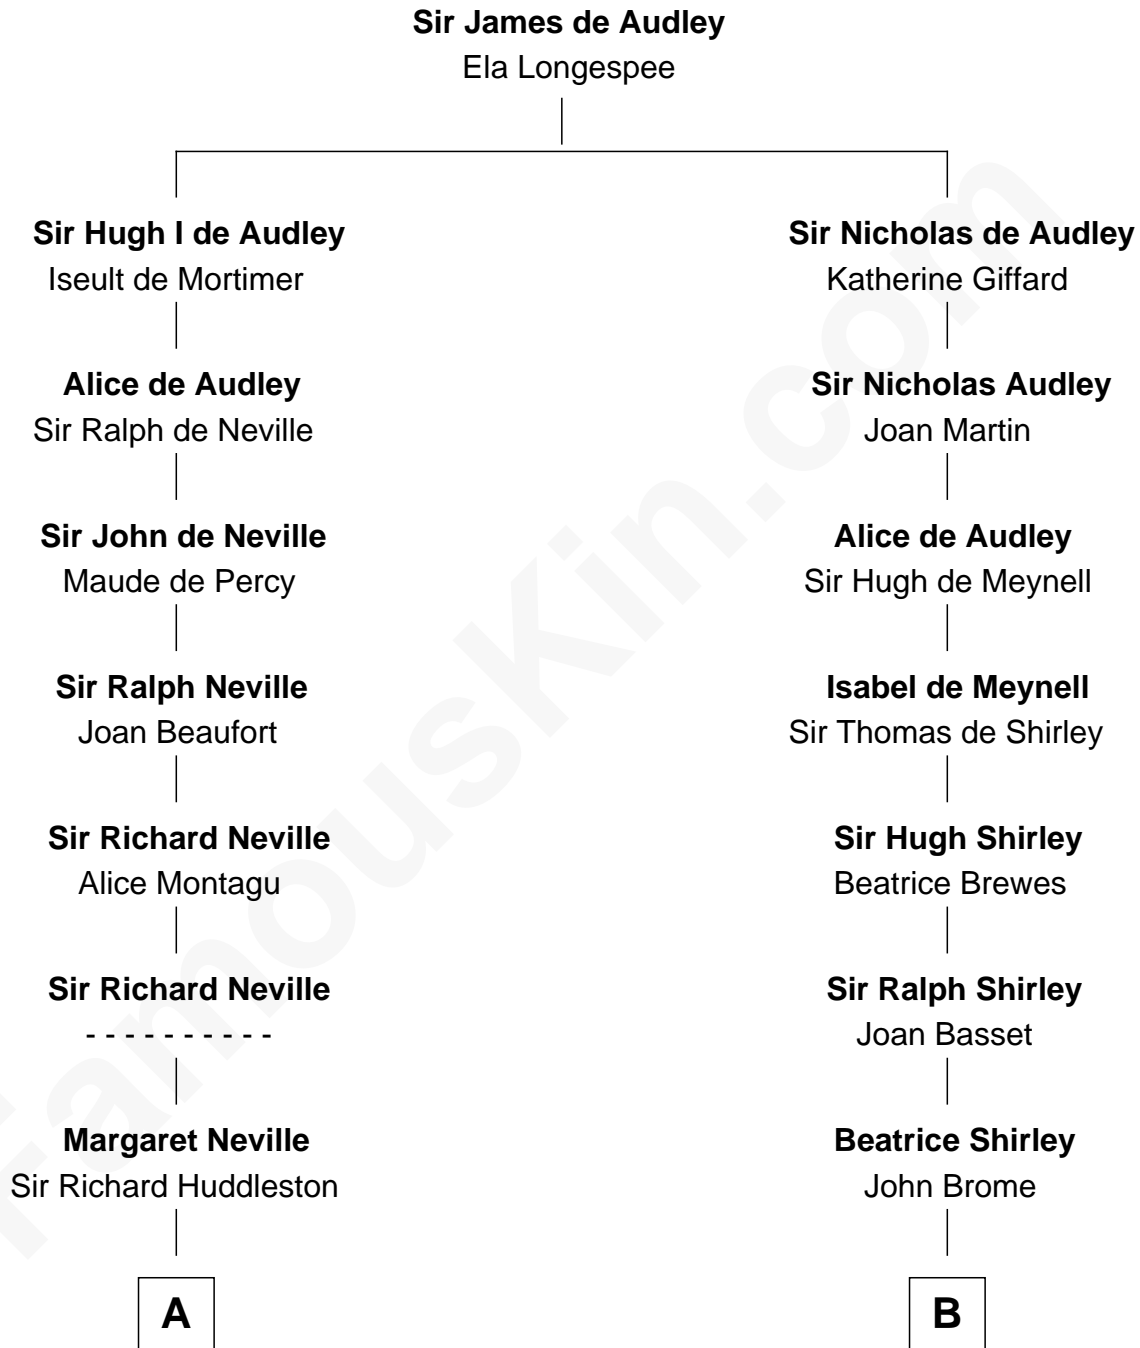 Sir James de Audley
Ela Longespee
Sir Hugh I de Audley
Iseult de Mortimer
Alice de Audley
Sir Ralph de Neville
Sir John de Neville
Maude de Percy
Sir Ralph Neville
Joan Beaufort
Sir Richard Neville
Alice Montagu
Sir Richard Neville
- - - - - - - - - -
Margaret Neville
Sir Richard Huddleston
A
Sir Nicholas de Audley
Katherine Giffard
Sir Nicholas Audley
Joan Martin
Alice de Audley
Sir Hugh de Meynell
Isabel de Meynell
Sir Thomas de Shirley
Sir Hugh Shirley
Beatrice Brewes
Sir Ralph Shirley
Joan Basset
Beatrice Shirley
John Brome
B
FamousKin.com